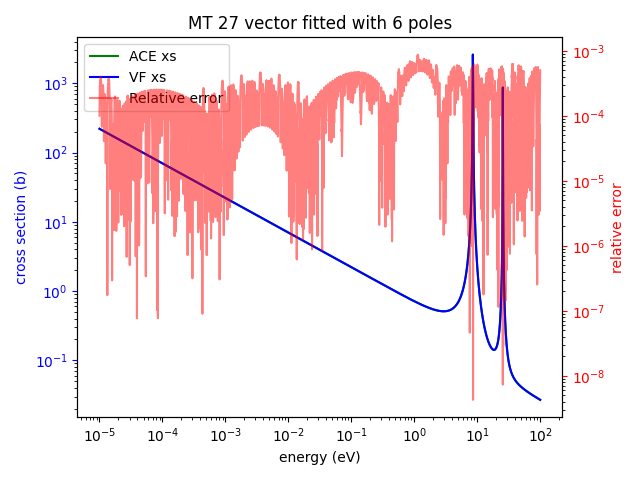 MT 27 vector fitted with 6 poles
ACE xs
VF xs
Relative error
cross section (b)
10³
10²
10¹
10⁰
10⁻¹
10⁻³
10⁻⁴
10⁻⁵
10⁻⁶
10⁻⁷
10⁻⁸
relative error
10⁻⁵ 10⁻⁴ 10⁻³ 10⁻² 10⁻¹ 10⁰ 10¹ 10²
energy (eV)